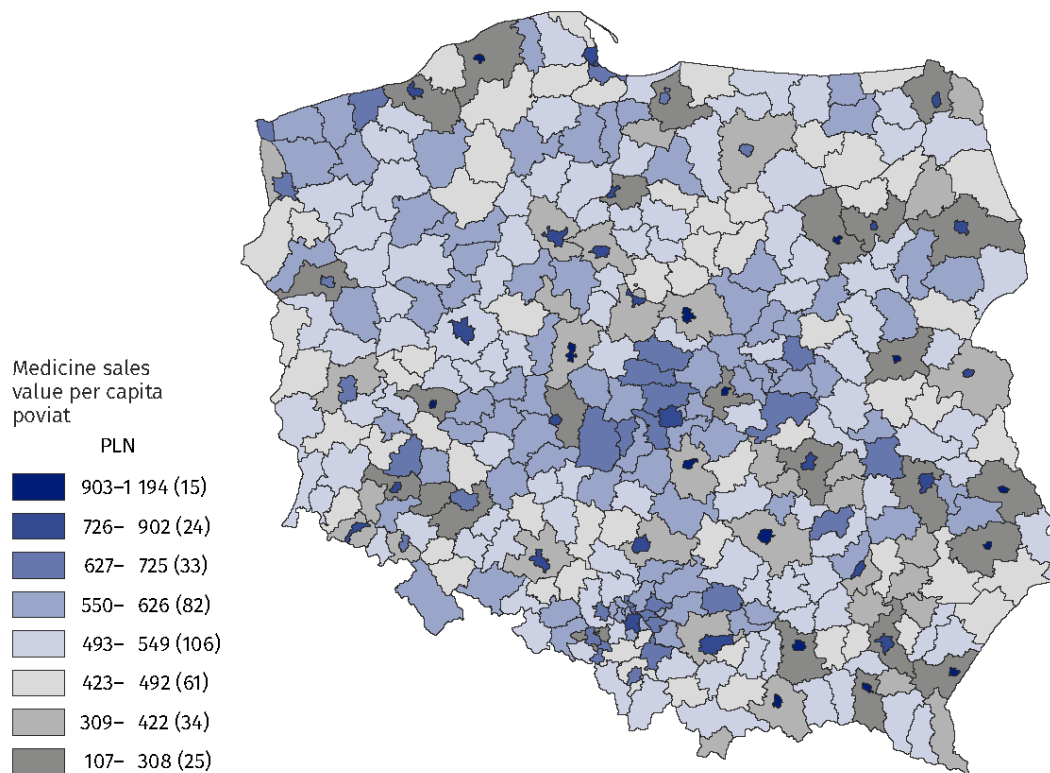 Medicine sales
value per capita
poviat
PLN
903–1 194 (15)
726– 902 (24)
627– 725 (33)
550– 626 (82)
493– 549 (106)
423– 492 (61)
309– 422 (34)
107– 308 (25)